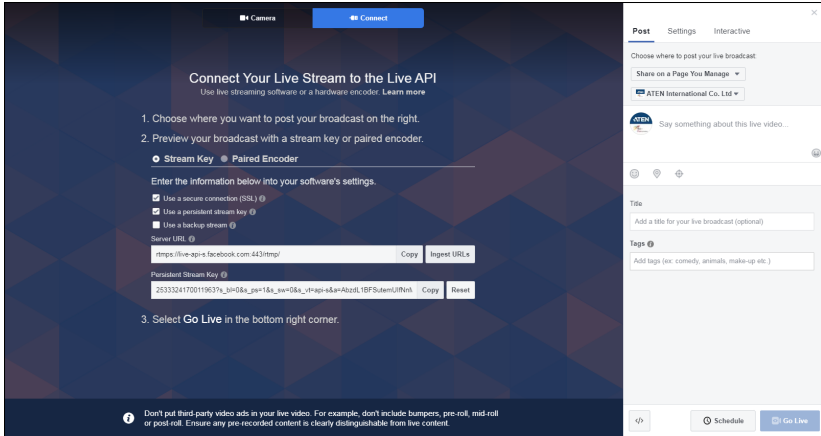 Camera
Connect
Connect Your Live Stream to the Live API
Use live streaming software or a hardware encoder. Learn more
1. Choose where you want to post your broadcast on the right.
2. Preview your broadcast with a stream key or paired encoder.
Stream Key Paired Encoder
Enter the information below into your software's settings.
Use a secure connection (SSL)
Use a persistent stream key
Use a backup stream
Server URL
rtmps://live-api-s.facebook.com:443/rtmp/ Copy Ingest URLs
Persistent Stream Key
Copy Reset
3. Select Go Live in the bottom right corner.
Don't put third-party video ads in your live video. For example, don't include bumpers, pre-roll, mid-roll
or post-roll. Ensure any pre-recorded content is clearly distinguishable from live content.
Post Settings Interactive
Choose where to post your live broadcast:
Share on a Page You Manage
ATEN International Co. Ltd
ATEN
Say something about this live video...
Title
Add a title for your live broadcast (optional)
Tags
Add tags (ex: comedy, animals, make-up etc.)
</> Schedule Go Live